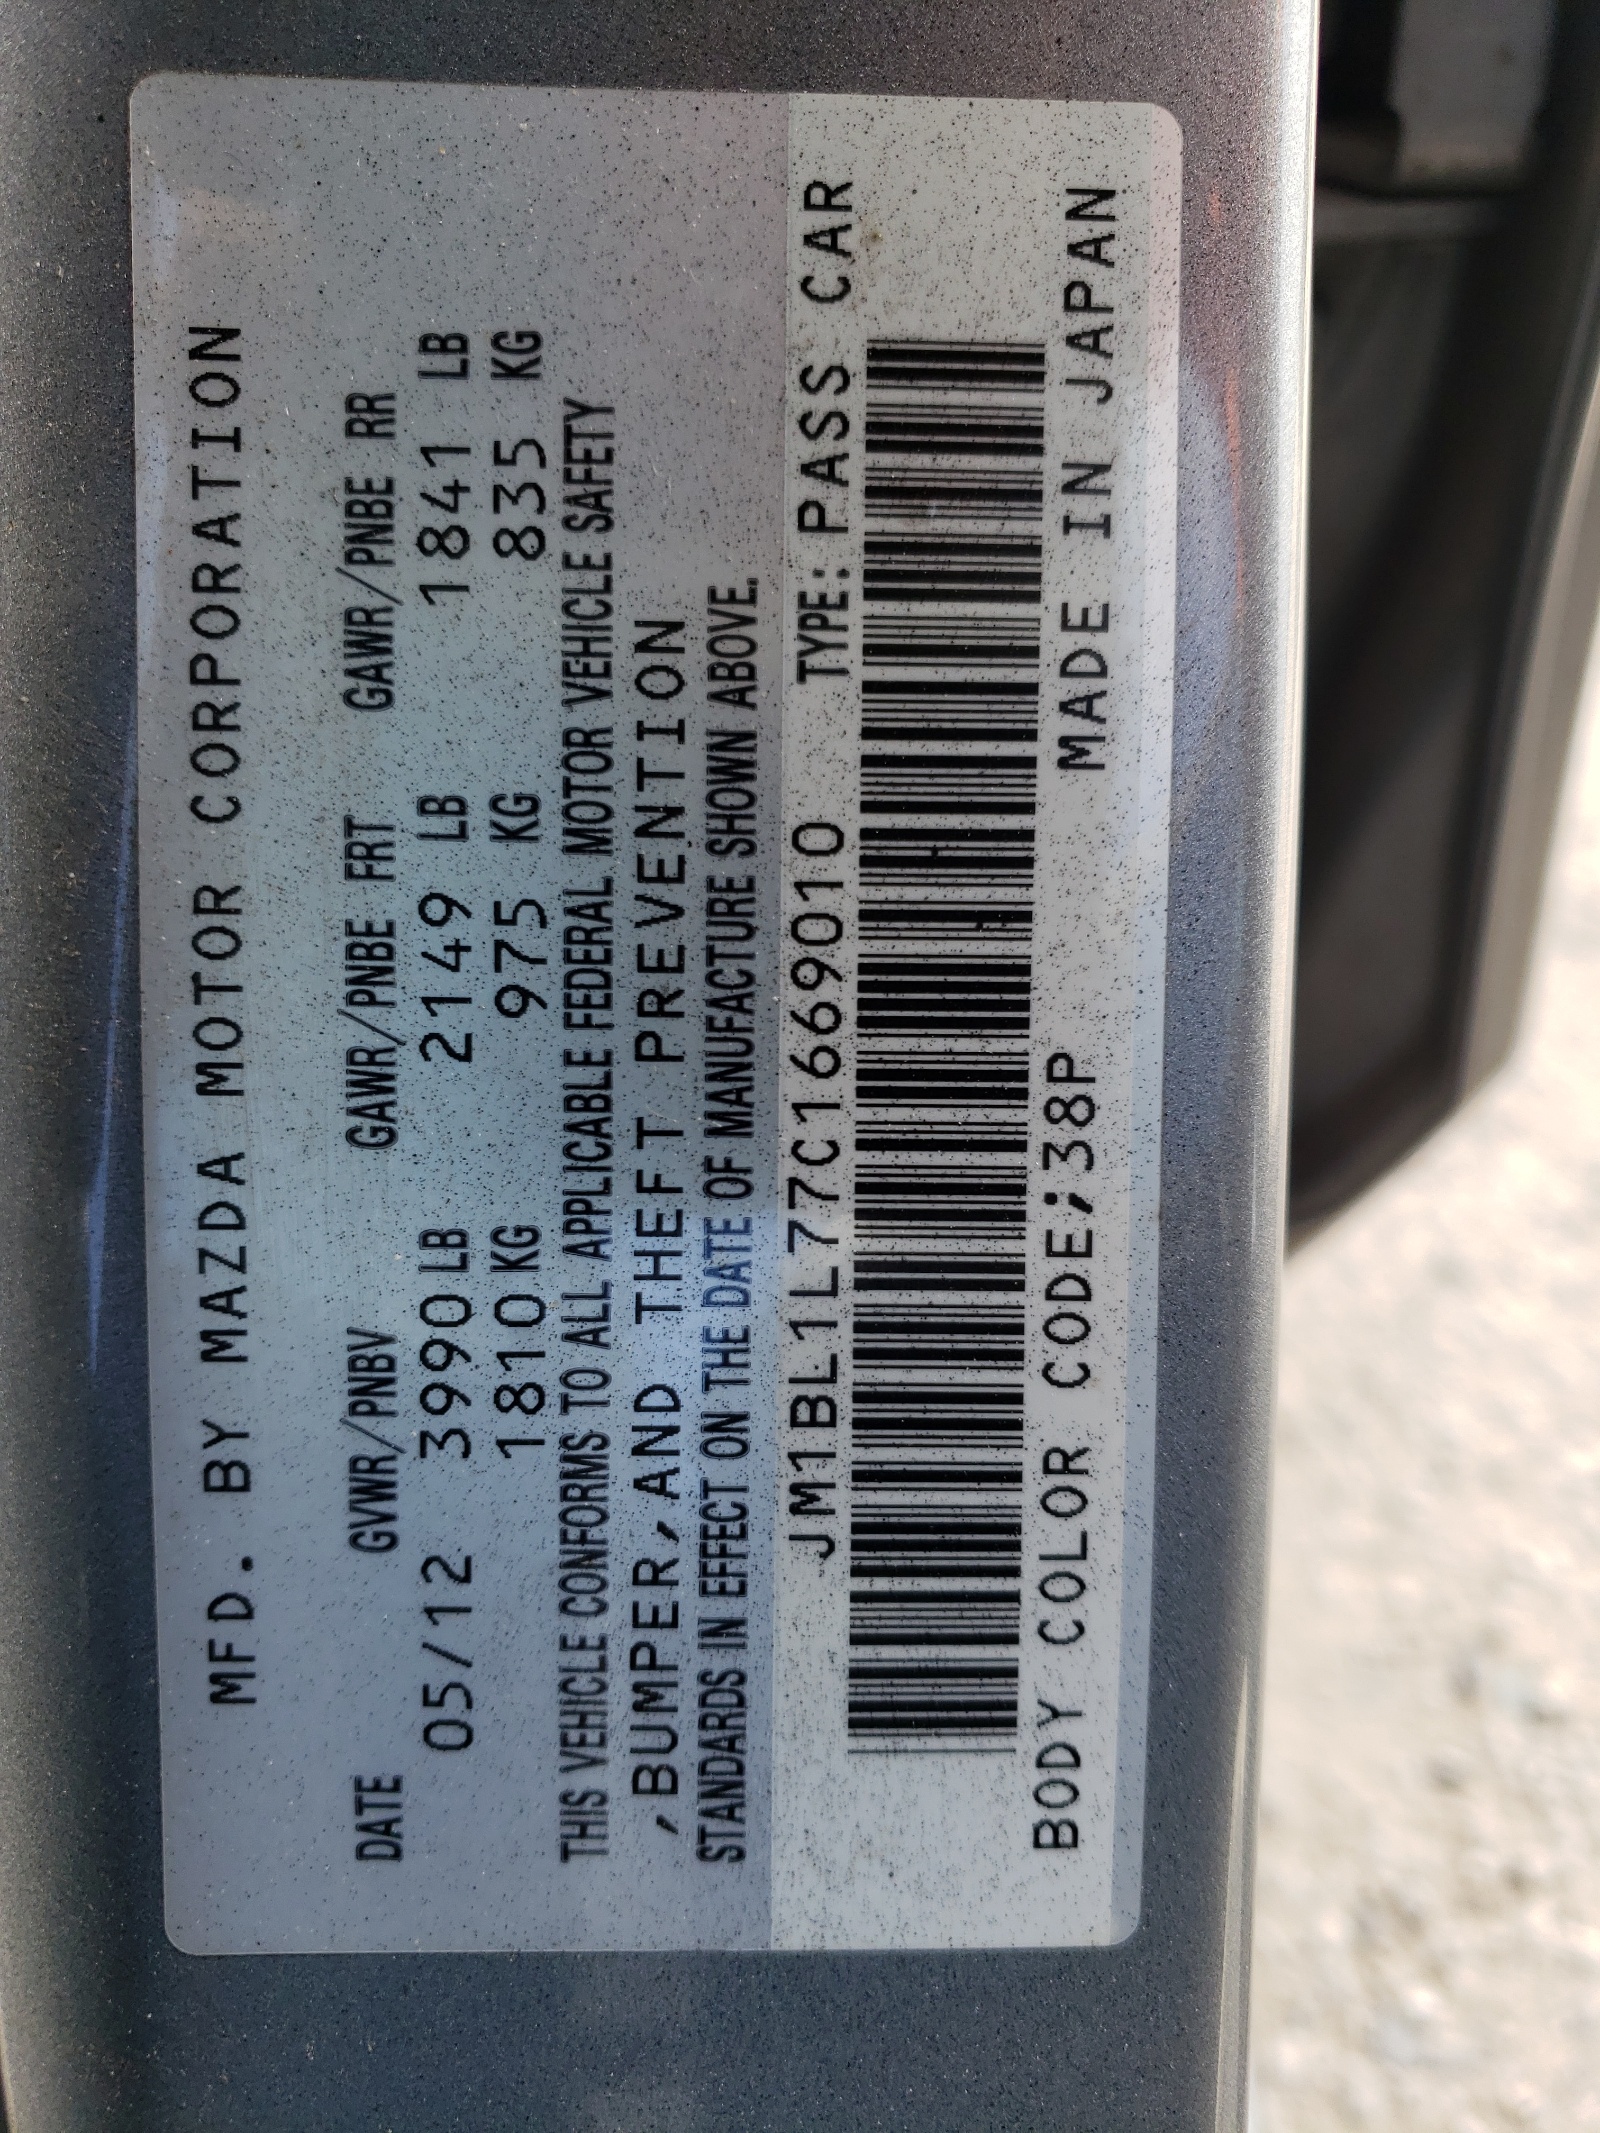 MFD. BY MAZDA MOTOR CORPORATION
DATE GVWR/PNBV GAWR/PNBE FRT GAWR/PNBE RR
05/12 3990 LB 2149 LB 1841 LB
1810 KG 975 KG 835 KG
THIS VEHICLE CONFORMS TO ALL APPLICABLE FEDERAL MOTOR VEHICLE SAFETY
,BUMPER,AND THEFT PREVENTION
STANDARDS IN EFFECT ON THE DATE OF MANUFACTURE SHOWN ABOVE.
JM1BL1L77C1669010 TYPE: PASS CAR
BODY COLOR CODE;38P MADE IN JAPAN